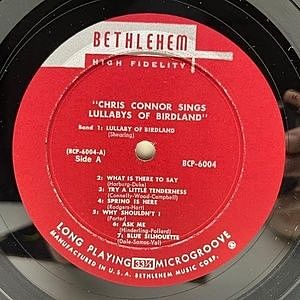 BETHLEHEM
HIGH FIDELITY
"CHRIS CONNOR SINGS
LULLABYS OF BIRDLAND"
Band 1: LULLABY OF BIRDLAND
(Shearing)
(BCP-6004-A)
Side A
BCP-6004
2: WHAT IS THERE TO SAY
(Harburg-Duke)
3: TRY A LITTLE TENDERNESS
(Connelly-Wood-Campbell)
4: SPRING IS HERE
(Rodgers-Hart)
5: WHY SHOULDN'T I
(Porter)
6: ASK ME
(Hinderling-Pollard)
7: BLUE SILHOUETTE
(Dale-Samos-Val)
LONG PLAYING 33⅓ MICROGROOVE
MANUFACTURED IN U.S.A. BETHLEHEM MUSIC CORP.